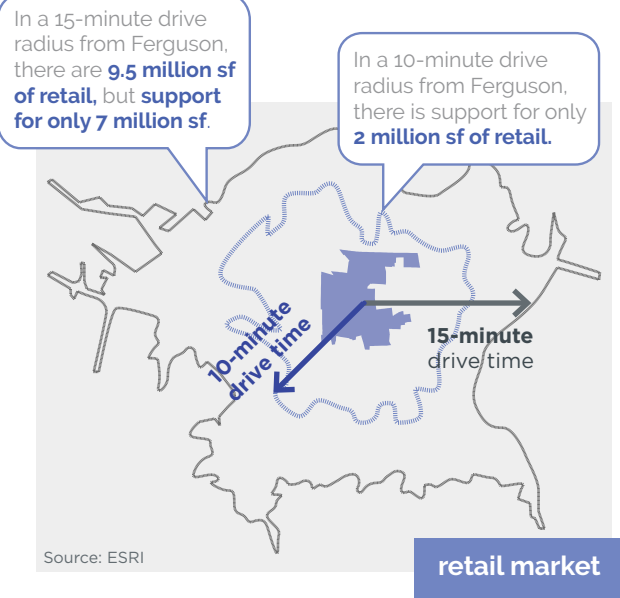 In a 15-minute drive
radius from Ferguson,
there are 9.5 million sf
of retail, but support
for only 7 million sf.
In a 10-minute drive
radius from Ferguson,
there is support for only
2 million sf of retail.
10-minute
drive time
15-minute
drive time
Source: ESRI
retail market